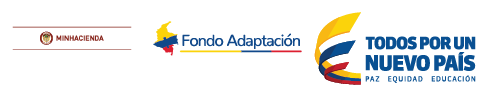 MINHACIENDA
Fondo Adaptación
TODOS POR UN
NUEVO PAÍS
PAZ EQUIDAD EDUCACIÓN